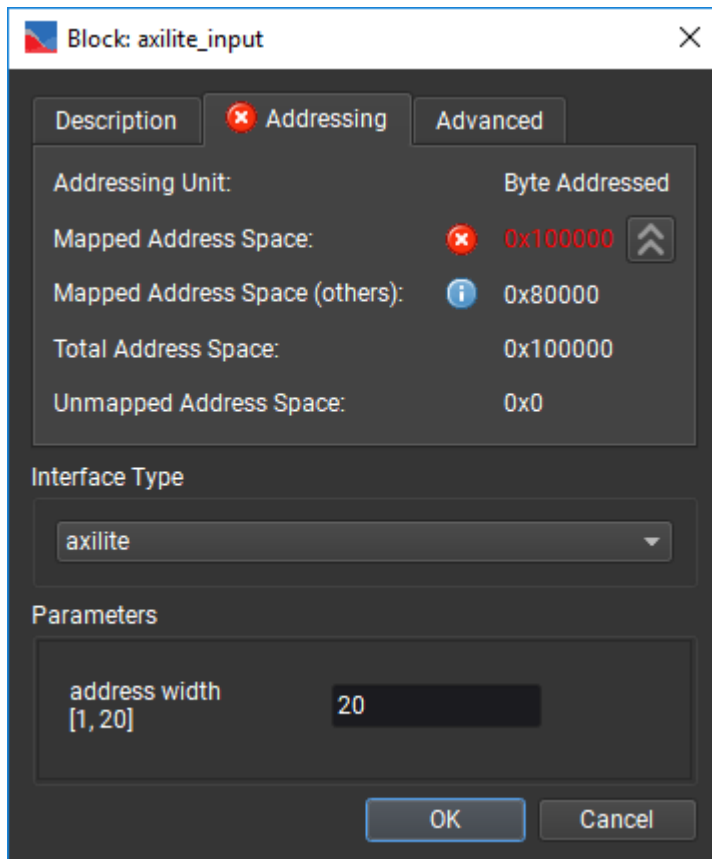 Block: axilite_input
Description Addressing Advanced
Addressing Unit: Byte Addressed
Mapped Address Space: 0x100000
Mapped Address Space (others): 0x80000
Total Address Space: 0x100000
Unmapped Address Space: 0x0
Interface Type
axilite
Parameters
address width
[1, 20]
20
OK Cancel